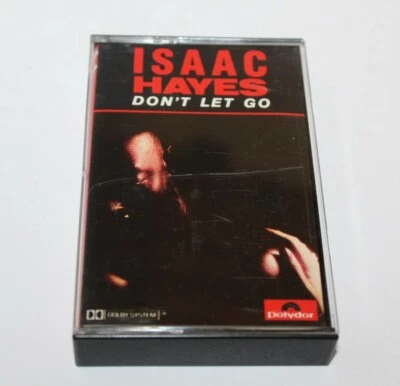 ISAAC
HAYES
DON'T LET GO
DOLBY SYSTEM
polydor